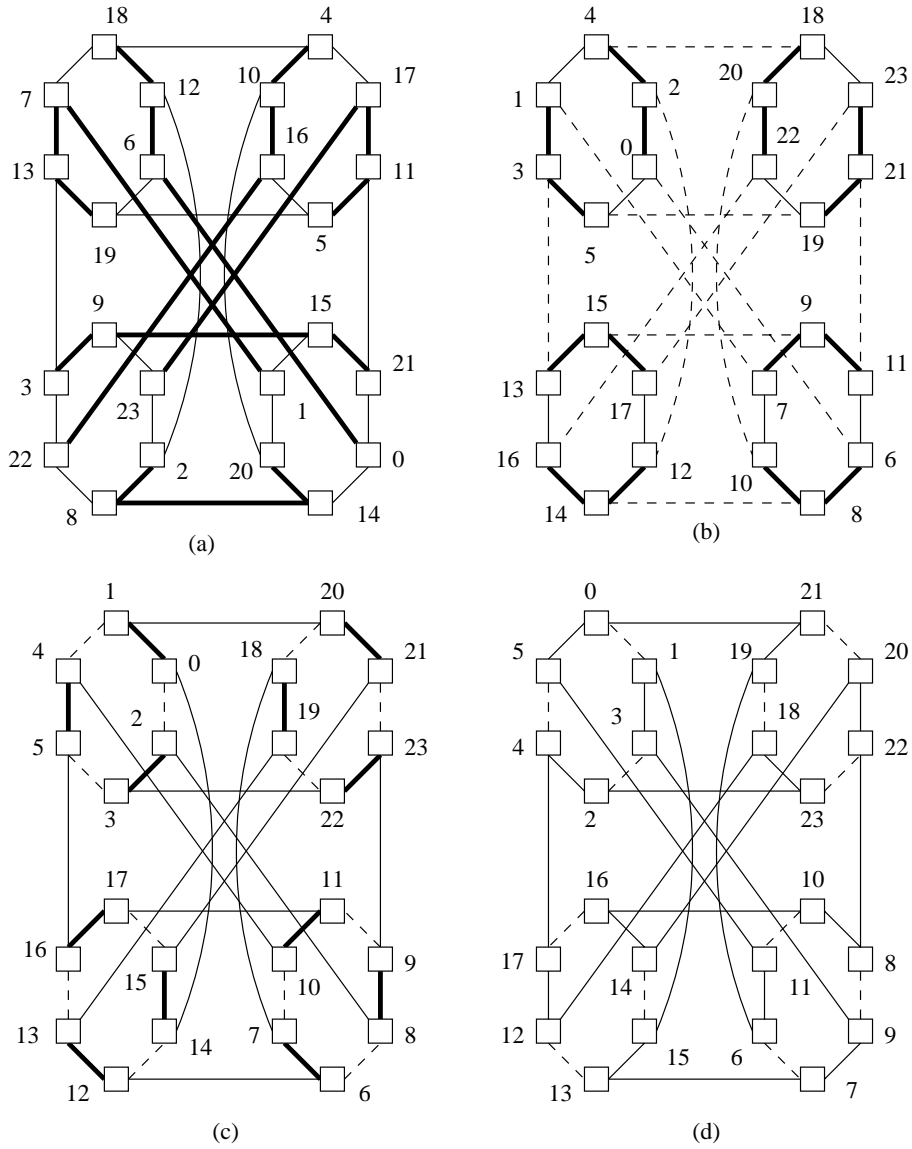 18 4
7 12 10 17
13 6 16 11
19 5
9 15
3 23 1 21
22 2 20 0
8 14
(a)
4 18
1 2 20 23
3 0 22 21
5 19
15 9
13 17 7 11
16 12 10 6
14 8
(b)
1 20
4 0 18 21
5 2 19 23
3 22
17 11
16 15 10 9
13 14 7 8
12 6
(c)
0 21
5 1 19 20
4 3 18 22
2 23
16 10
17 14 11 8
12 15 6 9
13 7
(d)